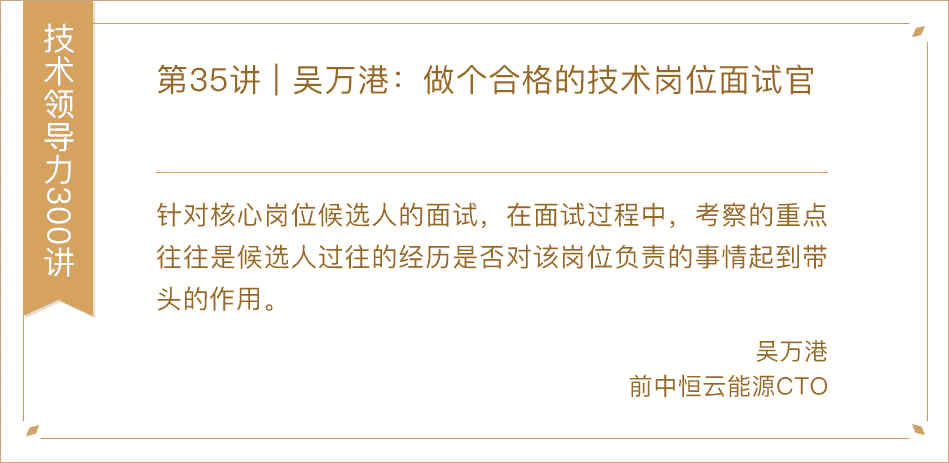 技术领导力300讲
第35讲 | 吴万港：做个合格的技术岗位面试官
针对核心岗位候选人的面试，在面试过程中，考察的重点
往往是候选人过往的经历是否对该岗位负责的事情起到带
头的作用。
吴万港
前中恒云能源CTO